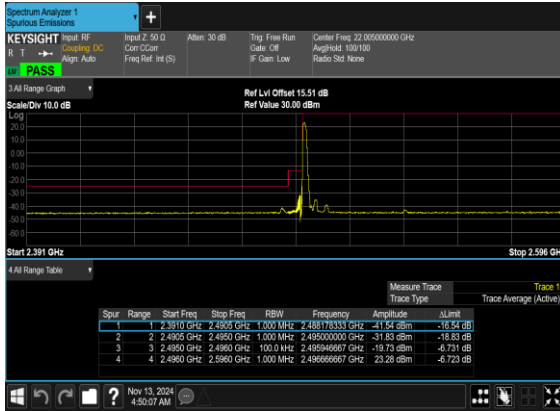 Spectrum Analyzer 1
Spurious Emissions
KEYSIGHT Input: RF Input Z: 50 Ω Atten: 30 dB Trig: Free Run Center Freq: 22.005000000 GHz
R T Coupling: DC Corr CCorr Gate: Off Avg|Hold: 100/100
Align: Auto Freq Ref: Int (S) IF Gain: Low Radio Std: None
PASS
3 All Range Graph Ref Lvl Offset 15.51 dB
Scale/Div 10.0 dB Ref Value 30.00 dBm
Log
20.0
10.0
0.00
-10.0
-20.0
-30.0
-40.0
-50.0
-60.0
Start 2.391 GHz Stop 2.596 GH
4 All Range Table
Measure Trace Trace 1
Trace Type Trace Average (Active)
Spur Range Start Freq Stop Freq RBW Frequency Amplitude ΔLimit
1 1 2.3910 GHz 2.4905 GHz 1.000 MHz 2.488178333 GHz -41.54 dBm -16.54 dB
2 2 2.4905 GHz 2.4950 GHz 1.000 MHz 2.495000000 GHz -31.83 dBm -18.83 dB
3 3 2.4950 GHz 2.4960 GHz 100.0 kHz 2.495946667 GHz -19.73 dBm -6.731 dB
4 4 2.4960 GHz 2.5960 GHz 1.000 MHz 2.496666667 GHz 23.28 dBm -6.723 dB
Nov 13, 2024
4:50:07 AM